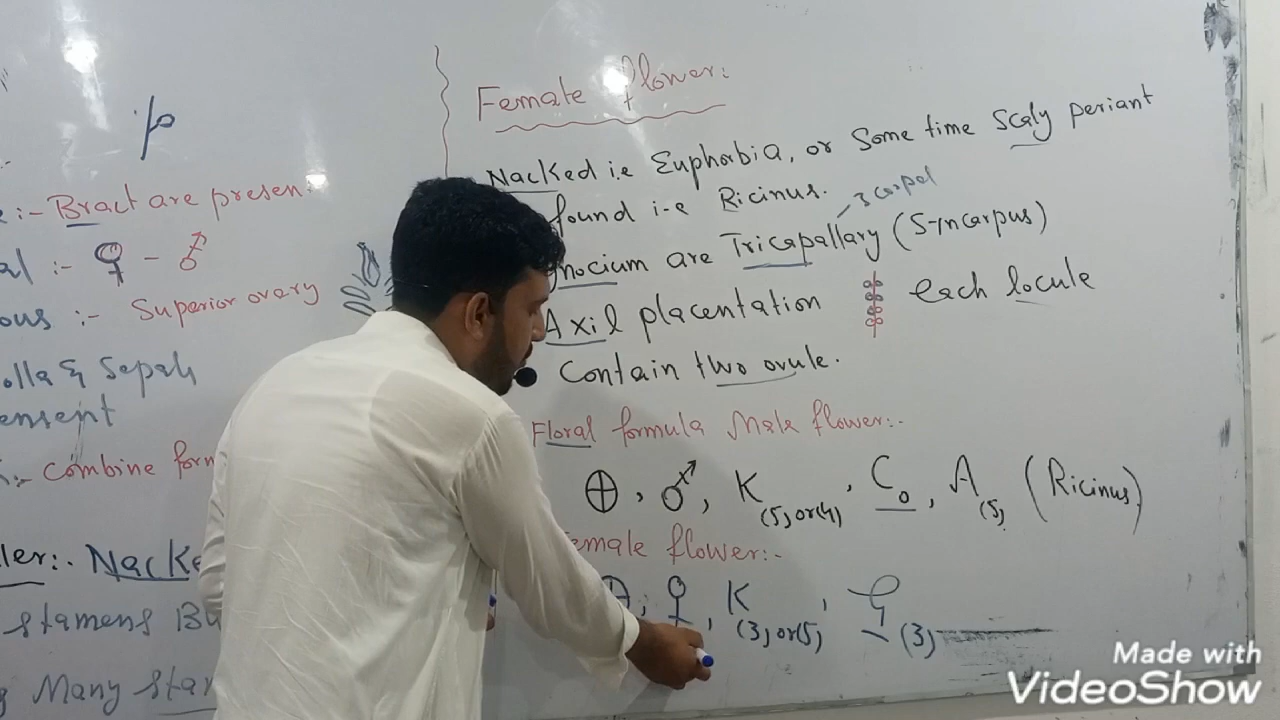 :- Bract are presen
al :- ♀ - ♂
ous :- Superior ovary
olla & Sepals
Combine form
ler:- Nacke
stamens B
Many sta
Female flower:
Nacked i.e Euphorbia, or Some time Scaly periant
found i-e Ricinus.
3 carpel
nocium are Tricapallary (Syncarpus)
Axil placentation each locule
Contain two ovule.
Floral formula Male flower:-
⊕, ♂, K(5, or(4), C0, A(5, (Ricinus)
emale flower:-
⊕, ♀, K(3, or(5), G(3)
Made with
VideoShow